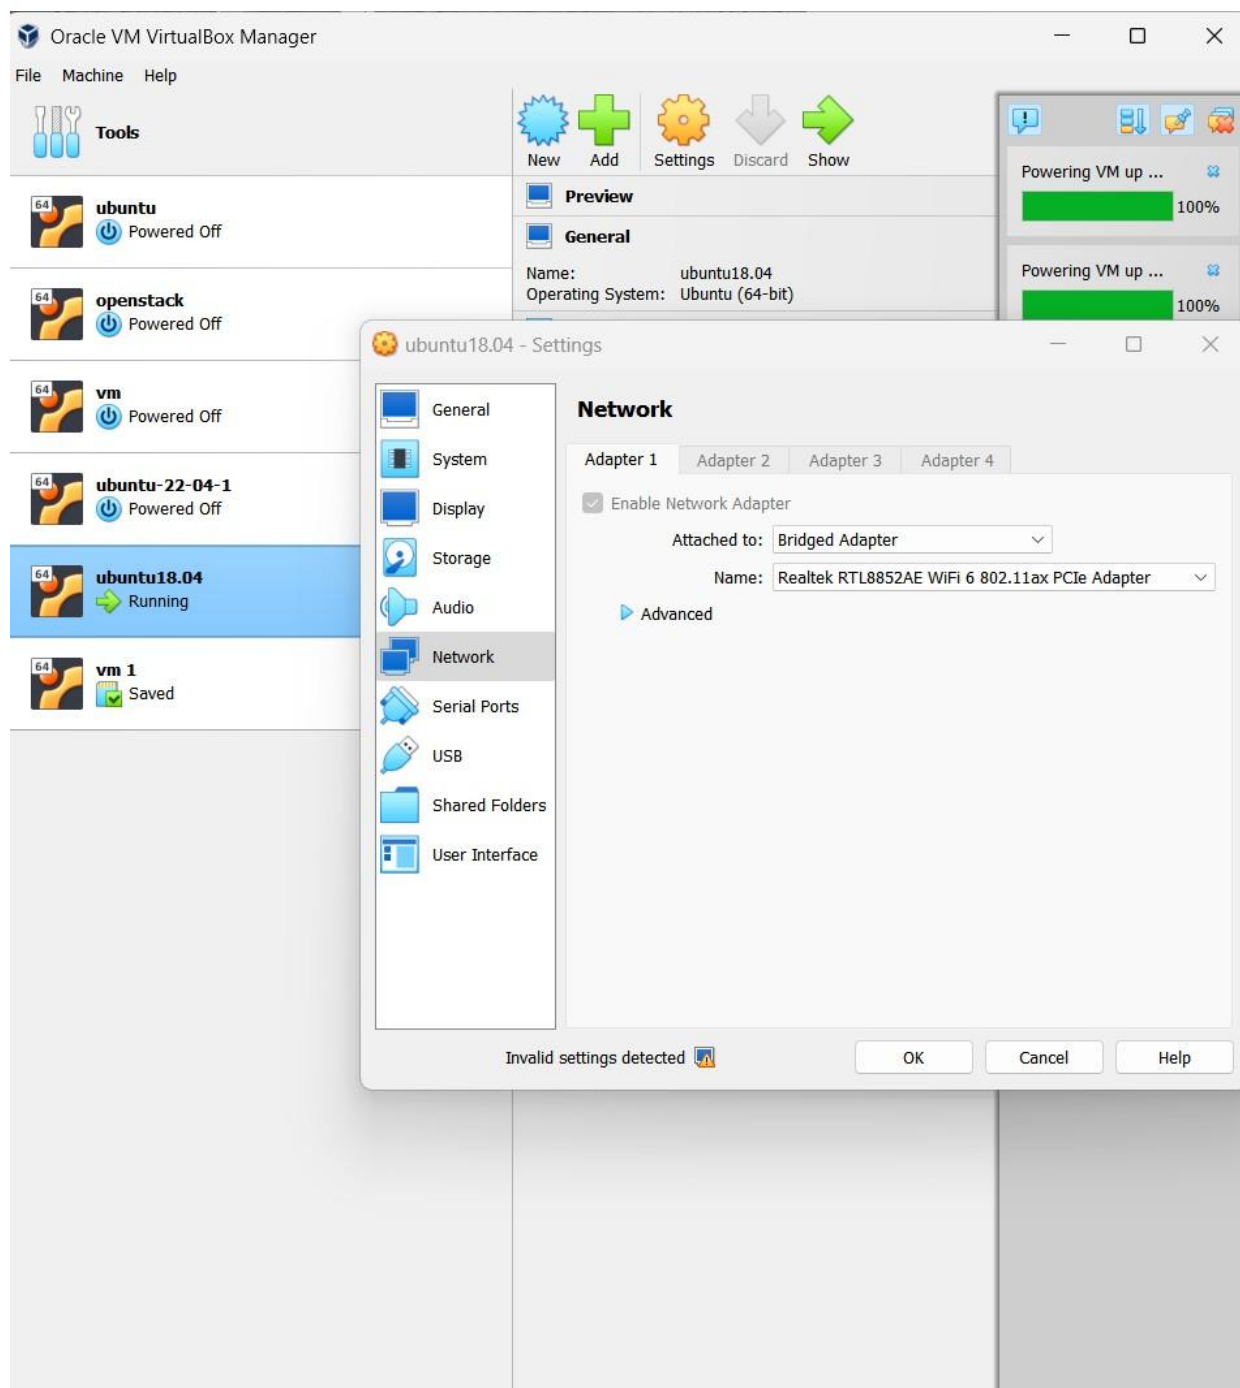 Oracle VM VirtualBox Manager
File Machine Help
Tools
New Add Settings Discard Show
64
ubuntu
Powered Off
64
openstack
Powered Off
64
vm
Powered Off
64
ubuntu-22-04-1
Powered Off
64
ubuntu18.04
Running
64
vm 1
Saved
Preview
General
Name: ubuntu18.04
Operating System: Ubuntu (64-bit)
Powering VM up ...
100%
Powering VM up ...
100%
ubuntu18.04 - Settings
General
System
Display
Storage
Audio
Network
Serial Ports
USB
Shared Folders
User Interface
Network
Adapter 1 Adapter 2 Adapter 3 Adapter 4
Enable Network Adapter
Attached to: Bridged Adapter
Name: Realtek RTL8852AE WiFi 6 802.11ax PCIe Adapter
Advanced
Invalid settings detected
OK Cancel Help